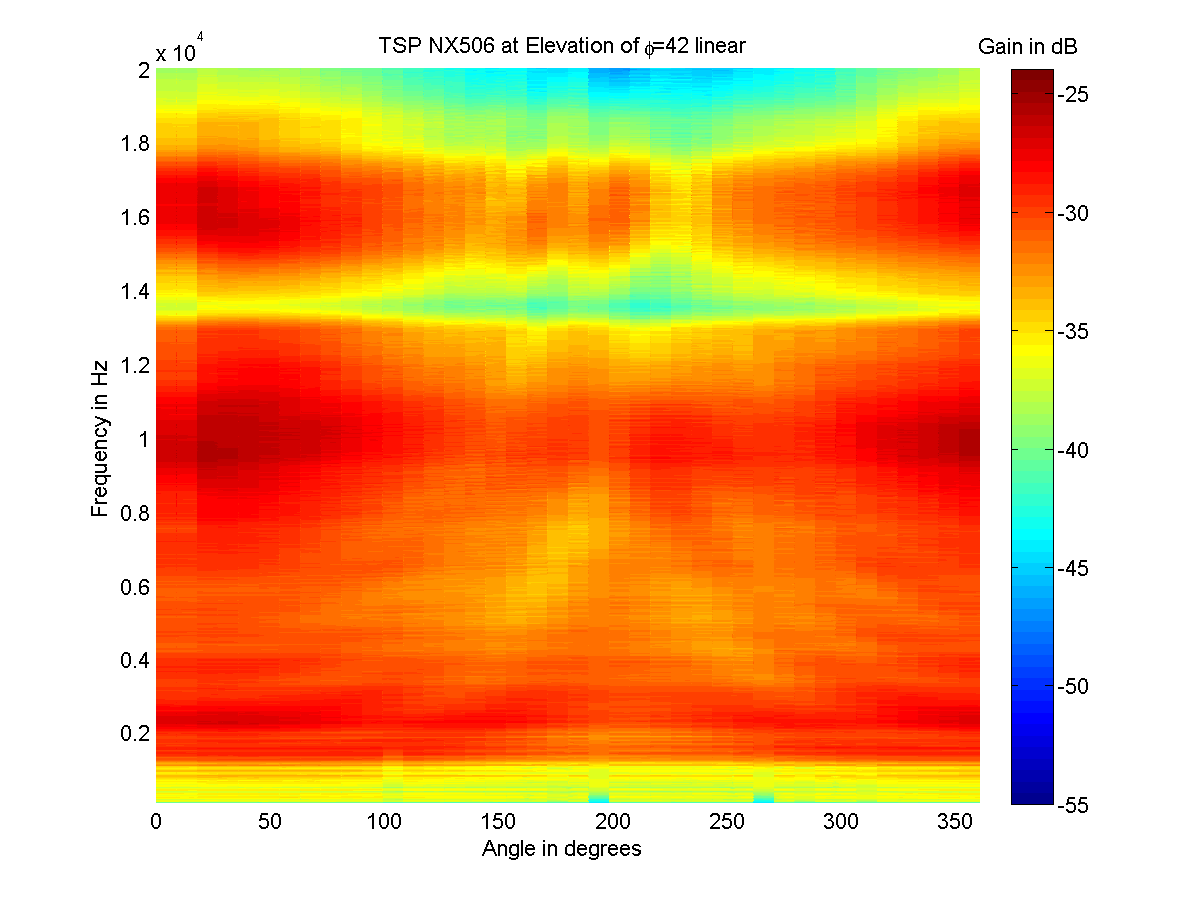 TSP NX506 at Elevation of ϕ=42 linear
Gain in dB
x 10^4
2
1.8
1.6
1.4
1.2
1
0.8
0.6
0.4
0.2
Frequency in Hz
0 50 100 150 200 250 300 350
Angle in degrees
-25
-30
-35
-40
-45
-50
-55